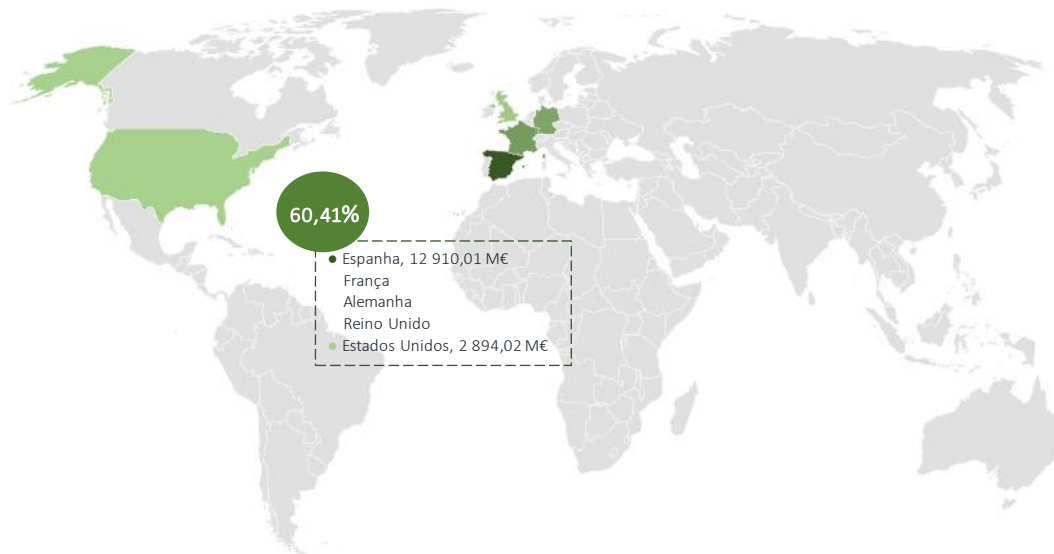 60,41%
● Espanha, 12 910,01 M€
França
Alemanha
Reino Unido
● Estados Unidos, 2 894,02 M€